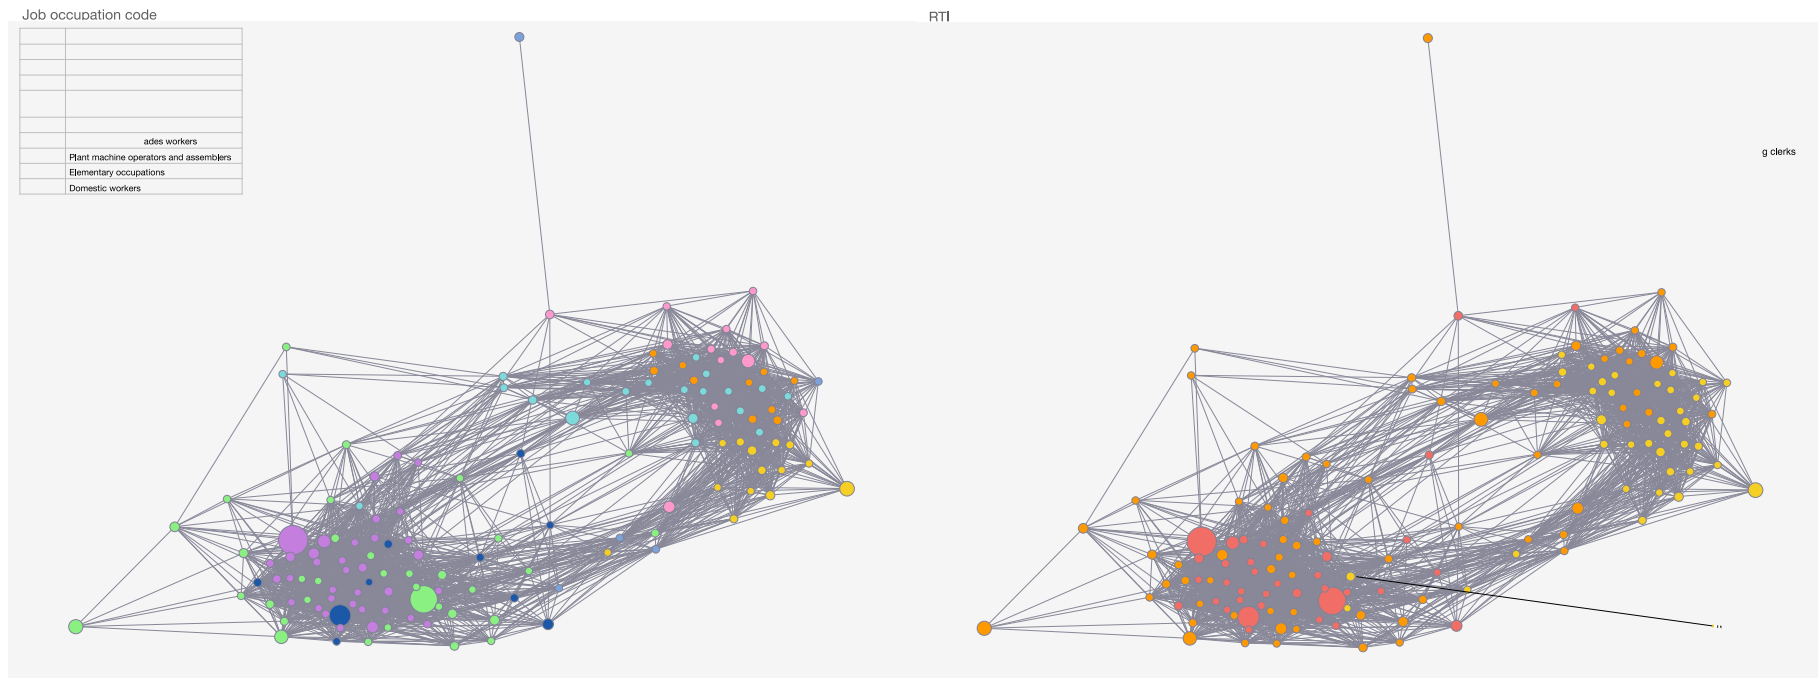 Job occupation code
RTI
ades workers
Plant machine operators and assemblers
Elementary occupations
Domestic workers
g clerks